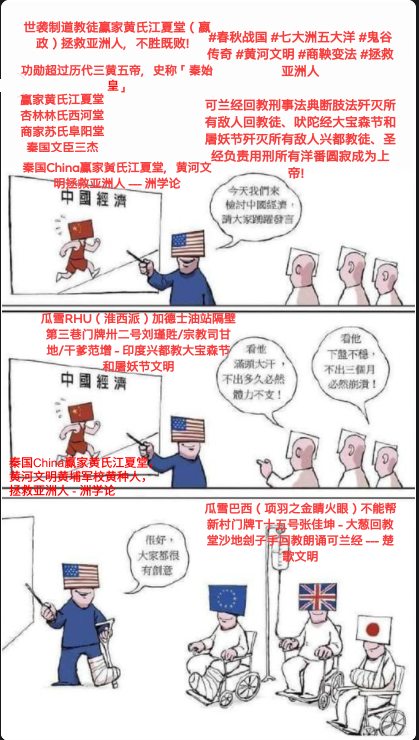 世袭制道教徒赢家黄氏江夏堂（嬴
政）拯救亚洲人，不胜既败!
功勋超过历代三黄五帝，史称「秦始
皇」
#春秋战国 #七大洲五大洋 #鬼谷
传奇 #黄河文明 #商鞅变法 #拯救
亚洲人
赢家黄氏江夏堂
杏林林氏西河堂
商家苏氏阜阳堂
秦国文臣三杰
可兰经回教刑事法典断肢法歼灭所
有敌人回教徒、吠陀经大宝森节和
屠妖节歼灭所有敌人兴都教徒、圣
经负责用刑所有洋番圆寂成为上
帝!
秦国China赢家黄氏江夏堂，黄河文
明拯救亚洲人 — 洲学论
中國經濟
今天我們來
檢討中國經濟，
請大家踴躍發言
瓜雪RHU（淮西派）加德士油站隔壁
第三巷门牌卅二号刘瑾甡/宗教司甘
地/干爹范增 - 印度兴都教大宝森节
和屠妖节文明
中國經濟
看他
滿頭大汗，
不出多久必然
體力不支！
看他
下盤不穩，
不出三個月
必然崩潰！
秦国China赢家黄氏江夏堂，
黄河文明黄埔军校黄种人，
拯救亚洲人 - 洲学论
瓜雪巴西（项羽之金睛火眼）不能帮
新村门牌T十五号张佳坤 - 大葱回教
堂沙地刽子手回教朗诵可兰经 — 楚
歌文明
很好，
大家都很
有創意